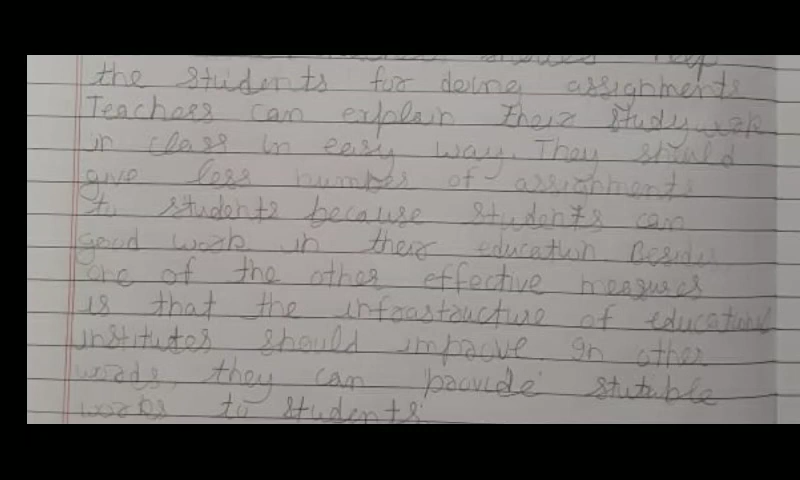 help
the students for doing assignments
Teachers can explain their study work
in class in easy way. They should
give less number of assignments
to students because students can
good work in their education Besides
one of the other effective measures
is that the infrastructure of educational
institutes should improve. In other
words, they can provide
works to students.